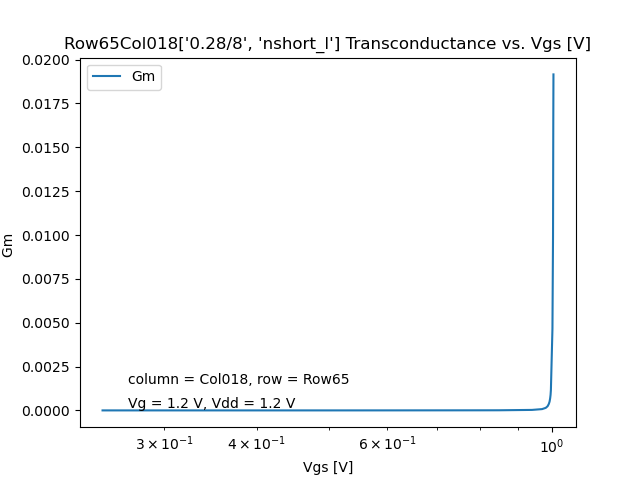 Row65Col018['0.28/8', 'nshort_l'] Transconductance vs. Vgs [V]
Gm
0.0200
0.0175
0.0150
0.0125
0.0100
0.0075
0.0050
0.0025
0.0000
Gm
column = Col018, row = Row65
Vg = 1.2 V, Vdd = 1.2 V
3 × 10⁻¹ 4 × 10⁻¹ 6 × 10⁻¹ 10⁰
Vgs [V]